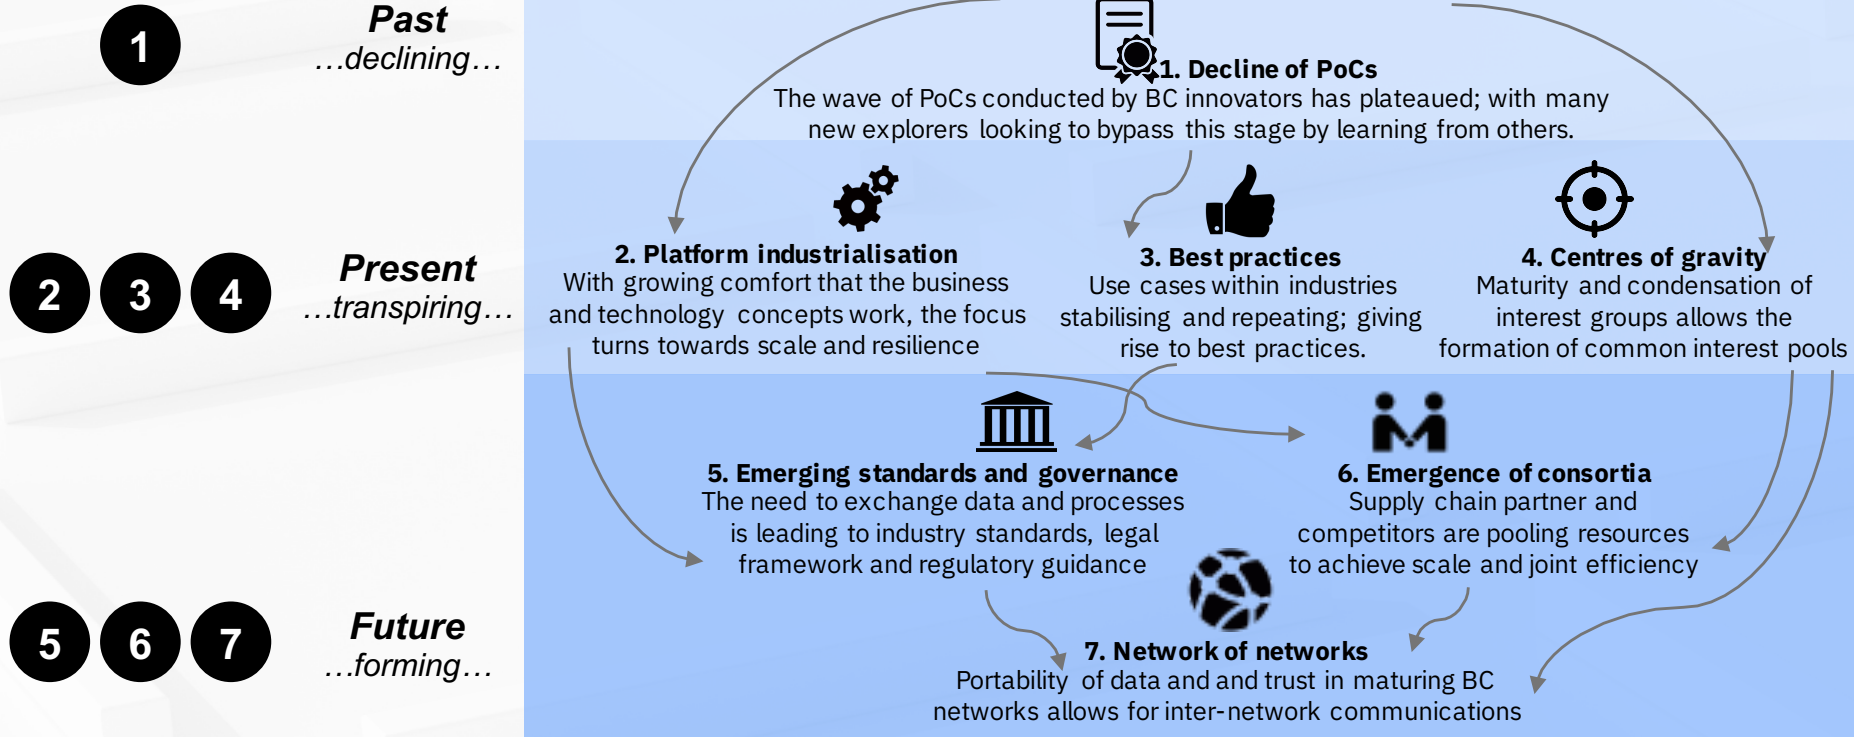 1
Past
...declining...
1. Decline of PoCs
The wave of PoCs conducted by BC innovators has plateaued; with many
new explorers looking to bypass this stage by learning from others.
2 3 4
Present
...transpiring...
2. Platform industrialisation
With growing comfort that the business
and technology concepts work, the focus
turns towards scale and resilience
3. Best practices
Use cases within industries
stabilising and repeating; giving
rise to best practices.
4. Centres of gravity
Maturity and condensation of
interest groups allows the
formation of common interest pools
5 6 7
Future
...forming...
5. Emerging standards and governance
The need to exchange data and processes
is leading to industry standards, legal
framework and regulatory guidance
6. Emergence of consortia
Supply chain partner and
competitors are pooling resources
to achieve scale and joint efficiency
7. Network of networks
Portability of data and and trust in maturing BC
networks allows for inter-network communications